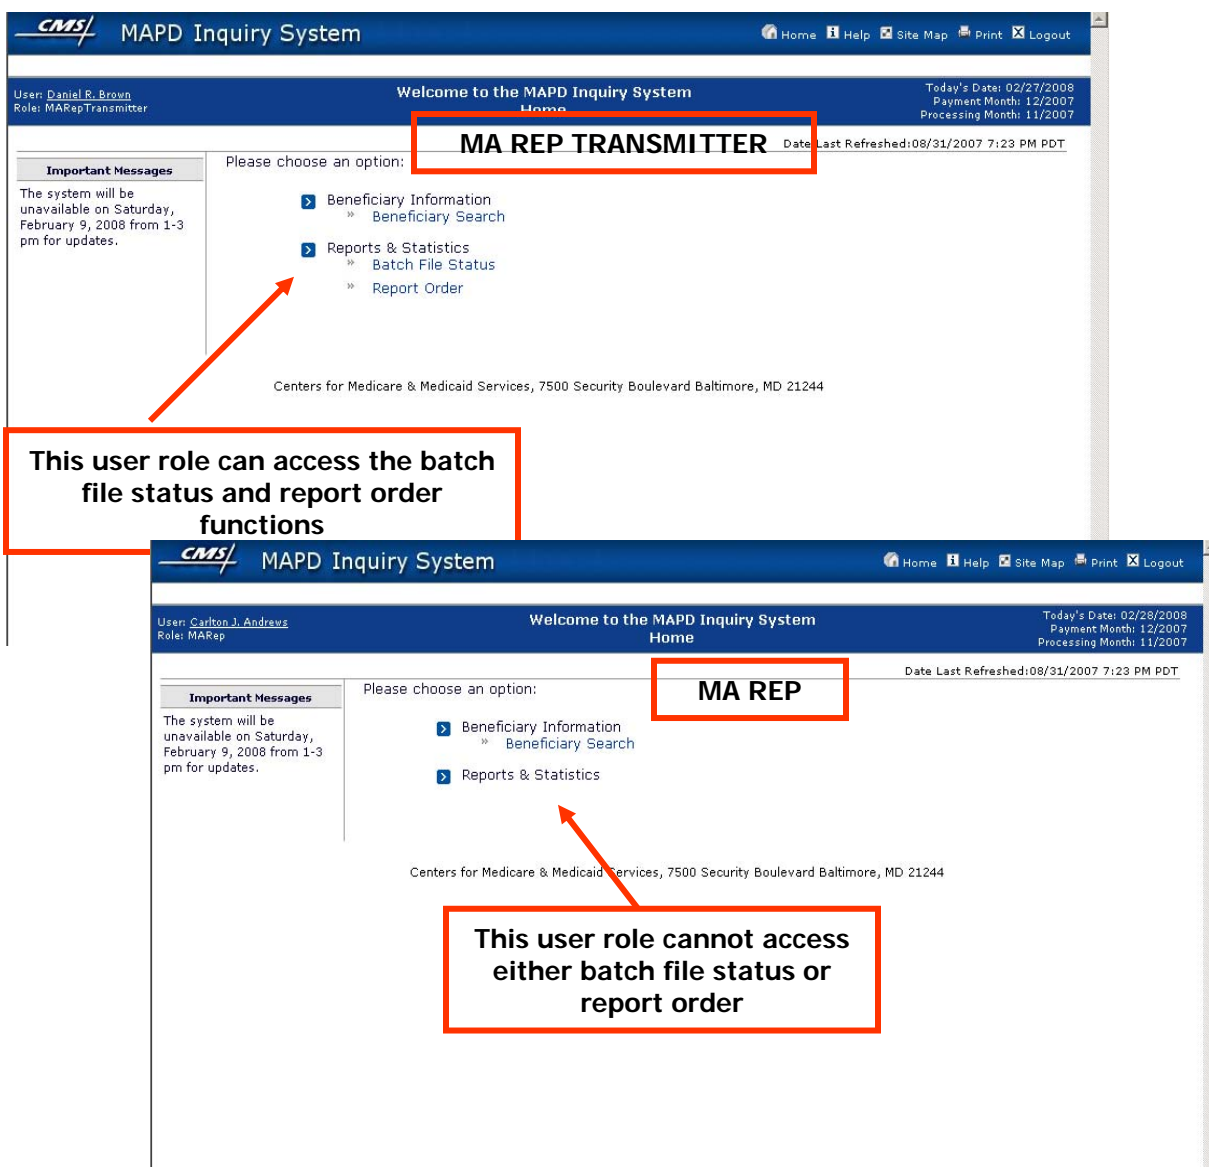 CMS/ MAPD Inquiry System Home Help Site Map Print Logout
User: Daniel R. Brown
Role: MARepTransmitter
Welcome to the MAPD Inquiry System
Home
Today's Date: 02/27/2008
Payment Month: 12/2007
Processing Month: 11/2007
MA REP TRANSMITTER
Date Last Refreshed:08/31/2007 7:23 PM PDT
Important Messages
The system will be
unavailable on Saturday,
February 9, 2008 from 1-3
pm for updates.
Please choose an option:
Beneficiary Information
» Beneficiary Search
Reports & Statistics
» Batch File Status
» Report Order
Centers for Medicare & Medicaid Services, 7500 Security Boulevard Baltimore, MD 21244
This user role can access the batch
file status and report order
functions
CMS/ MAPD Inquiry System Home Help Site Map Print Logout
User: Carlton J. Andrews
Role: MARep
Welcome to the MAPD Inquiry System
Home
Today's Date: 02/28/2008
Payment Month: 12/2007
Processing Month: 11/2007
MA REP
Date Last Refreshed:08/31/2007 7:23 PM PDT
Important Messages
The system will be
unavailable on Saturday,
February 9, 2008 from 1-3
pm for updates.
Please choose an option:
Beneficiary Information
» Beneficiary Search
Reports & Statistics
Centers for Medicare & Medicaid Services, 7500 Security Boulevard Baltimore, MD 21244
This user role cannot access
either batch file status or
report order